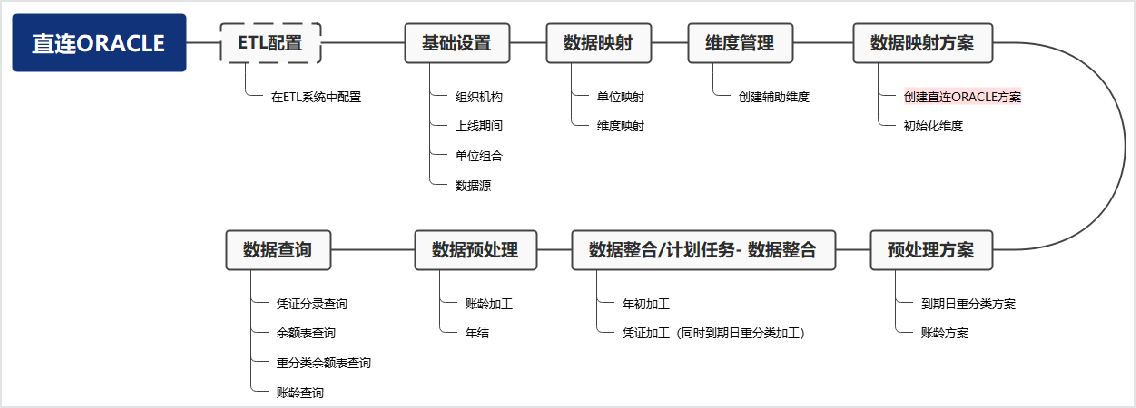 直连ORACLE
ETL配置
在ETL系统中配置
基础设置
组织机构
上线期间
单位组合
数据源
数据映射
单位映射
维度映射
维度管理
创建辅助维度
数据映射方案
创建直连ORACLE方案
初始化维度
预处理方案
到期日重分类方案
账龄方案
数据整合/计划任务- 数据整合
年初加工
凭证加工（同时到期日重分类加工）
数据预处理
账龄加工
年结
数据查询
凭证分录查询
余额表查询
重分类余额表查询
账龄查询